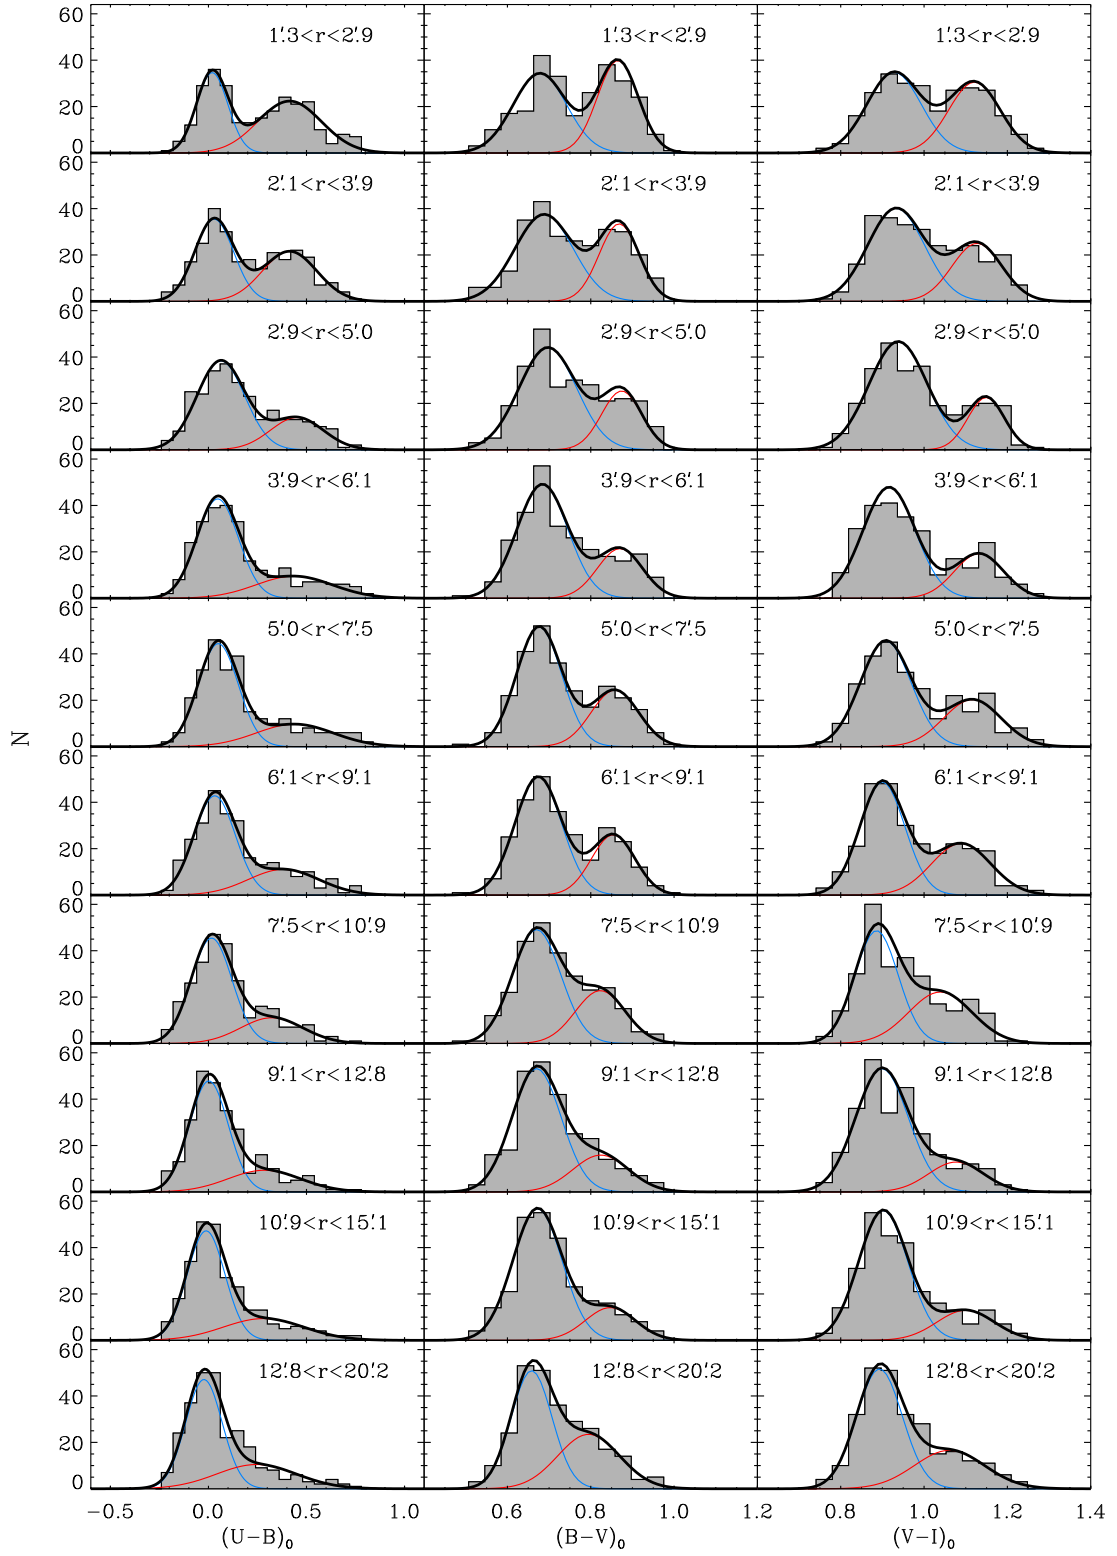 60
40
20
0
1'.3<r<2'.9
1'.3<r<2'.9
1'.3<r<2'.9
60
40
20
0
2'.1<r<3'.9
2'.1<r<3'.9
2'.1<r<3'.9
60
40
20
0
2'.9<r<5'.0
2'.9<r<5'.0
2'.9<r<5'.0
60
40
20
0
3'.9<r<6'.1
3'.9<r<6'.1
3'.9<r<6'.1
60
40
20
0
5'.0<r<7'.5
5'.0<r<7'.5
5'.0<r<7'.5
N
60
40
20
0
6'.1<r<9'.1
6'.1<r<9'.1
6'.1<r<9'.1
60
40
20
0
7'.5<r<10'.9
7'.5<r<10'.9
7'.5<r<10'.9
60
40
20
0
9'.1<r<12'.8
9'.1<r<12'.8
9'.1<r<12'.8
60
40
20
0
10'.9<r<15'.1
10'.9<r<15'.1
10'.9<r<15'.1
60
40
20
0
12'.8<r<20'.2
12'.8<r<20'.2
12'.8<r<20'.2
−0.5 0.0 0.5 1.0
0.6 0.8 1.0 1.2
0.8 1.0 1.2 1.4
(U−B)₀
(B−V)₀
(V−I)₀